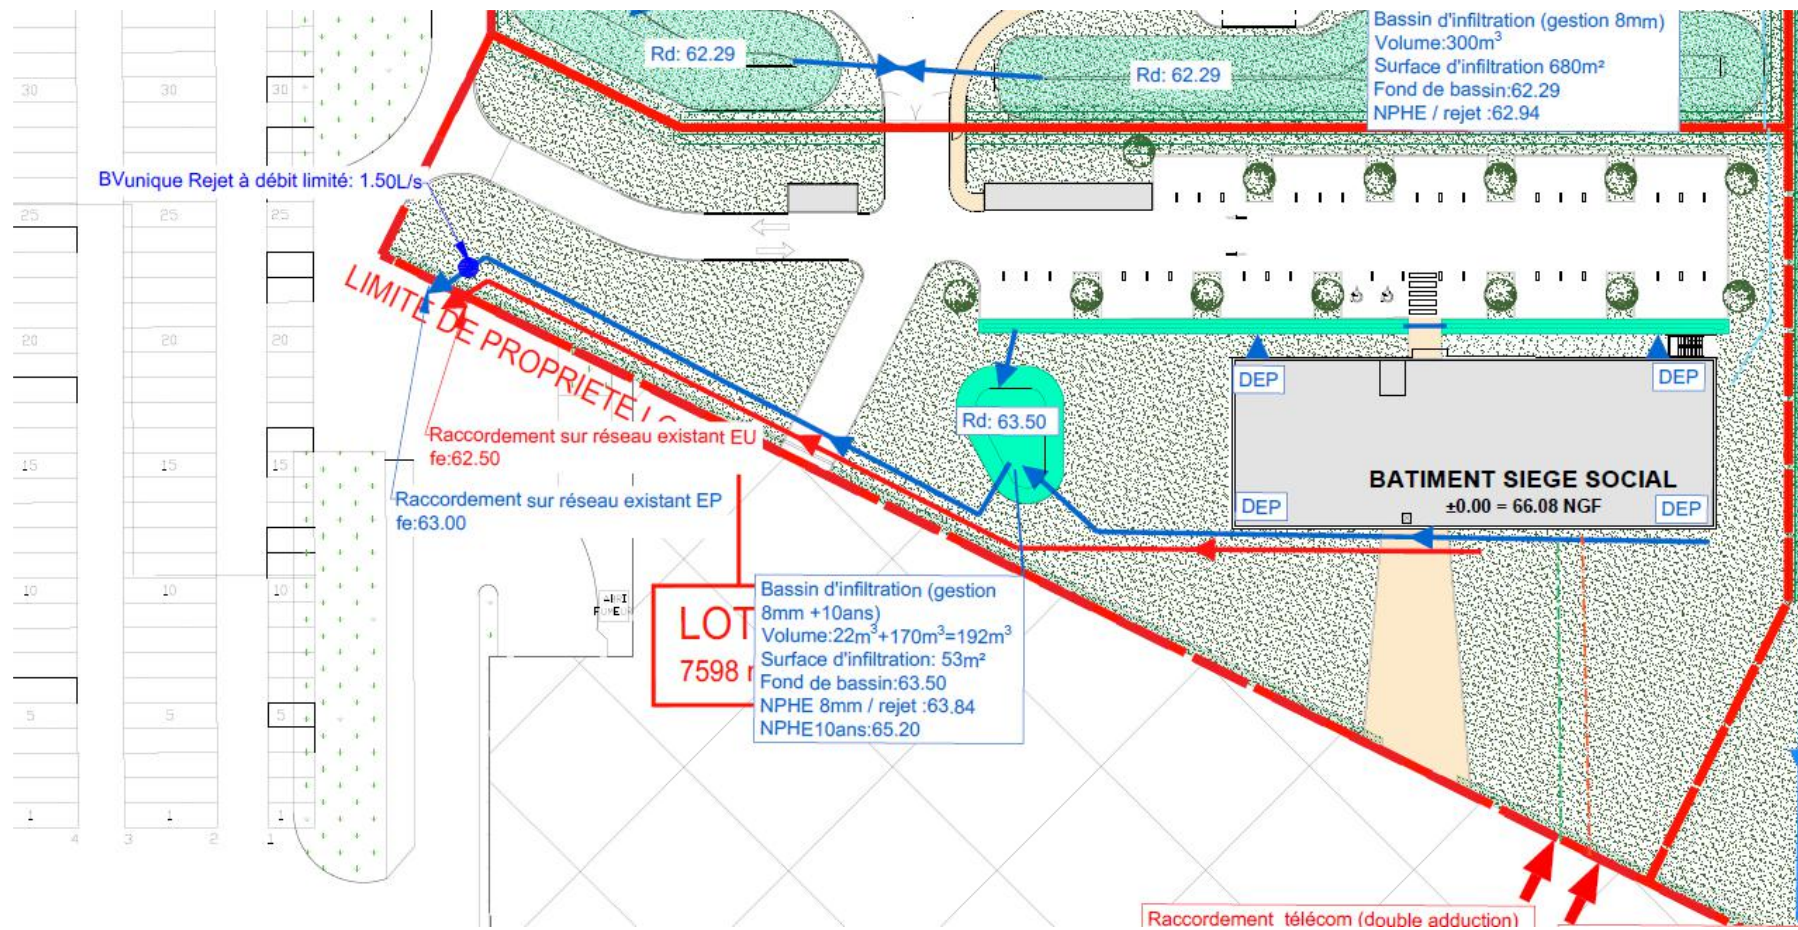 Bassin d'infiltration (gestion 8mm)
Volume:300m³
Surface d'infiltration 680m²
Fond de bassin:62.29
NPHE / rejet :62.94
Rd: 62.29
Rd: 62.29
BVunique Rejet à débit limité: 1.50L/s
LIMITE DE PROPRIETE
Raccordement sur réseau existant EU
fe:62.50
Raccordement sur réseau existant EP
fe:63.00
Rd: 63.50
DEP
DEP
BATIMENT SIEGE SOCIAL
±0.00 = 66.08 NGF
DEP
DEP
LOT
7598
Bassin d'infiltration (gestion
8mm +10ans)
Volume:22m³+170m³=192m³
Surface d'infiltration: 53m²
Fond de bassin:63.50
NPHE 8mm / rejet :63.84
NPHE10ans:65.20
ABRI
FUMEUR
Raccordement télécom (double adduction)
30
30
30
25
25
25
20
20
20
15
15
15
10
10
10
5
5
5
1
1
1
4
3
2
1